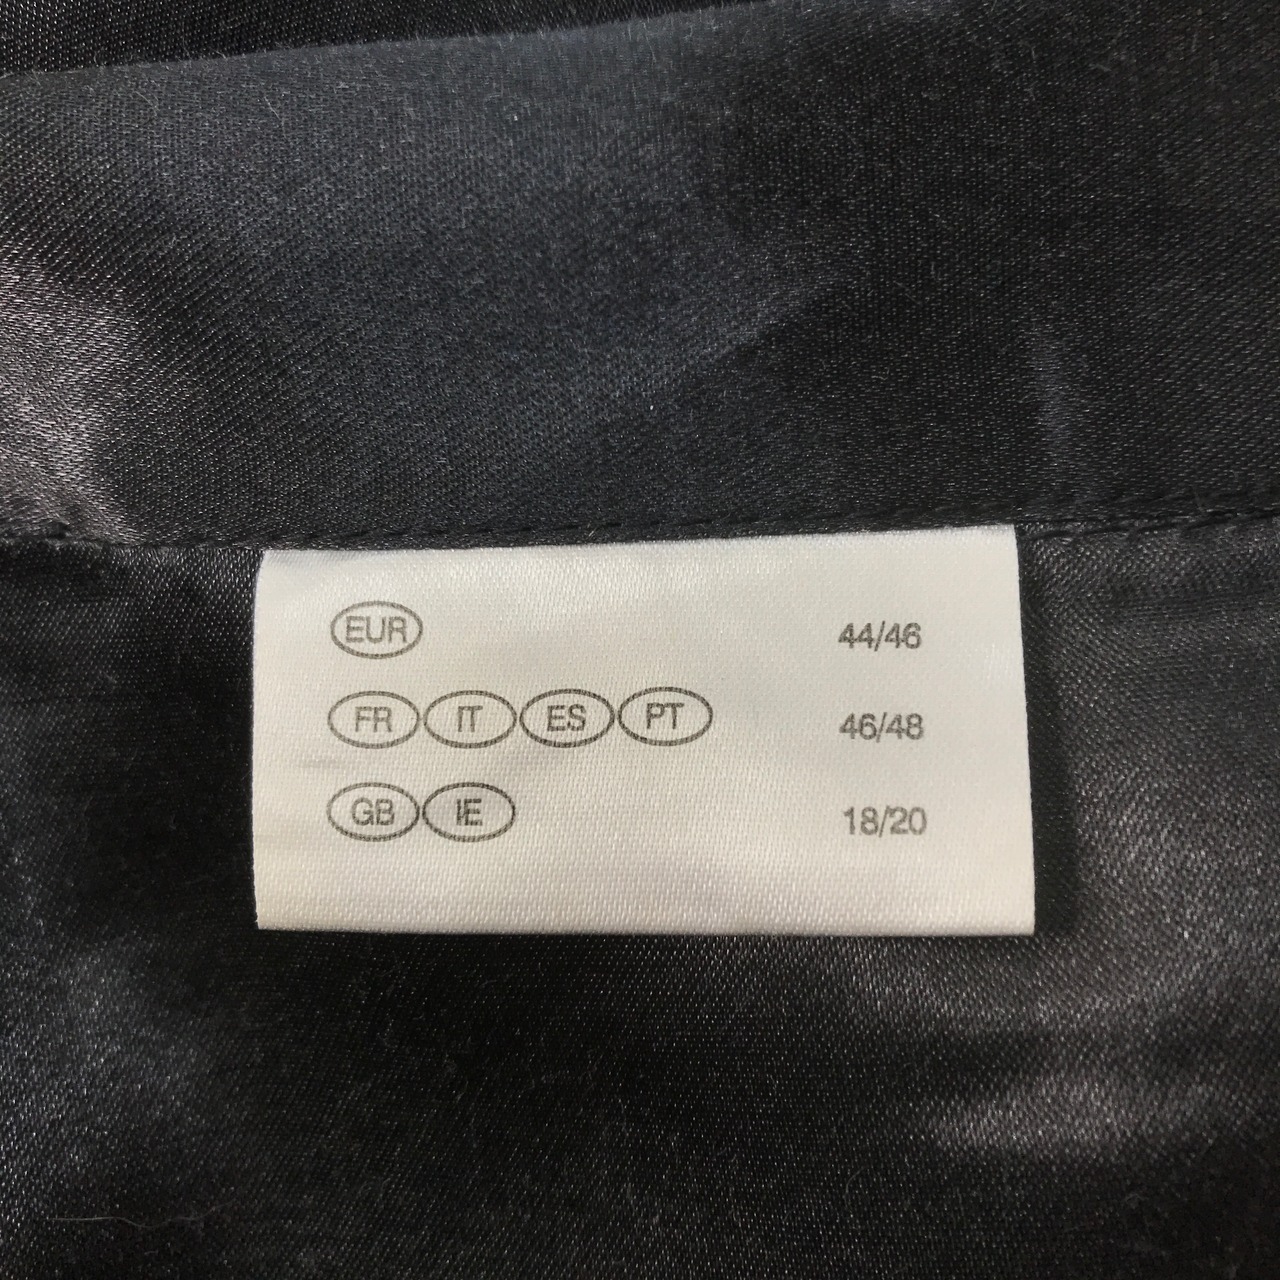 EUR 44/46
FR IT ES PT 46/48
GB IE 18/20